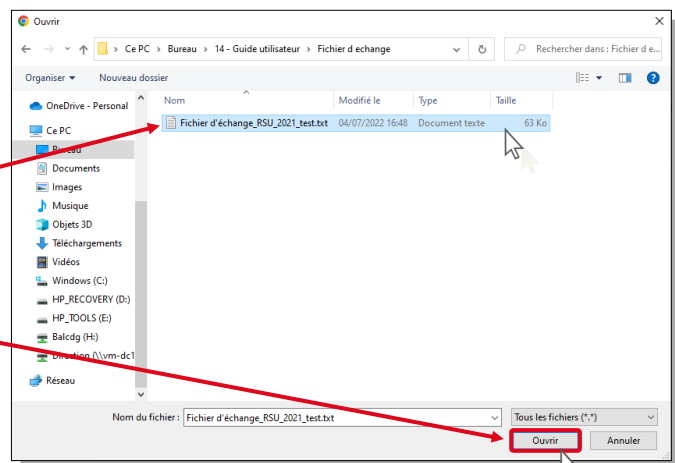 Ouvrir
Ce PC > Bureau > 14 - Guide utilisateur > Fichier d echange
Rechercher dans : Fichier d e...
Organiser
Nouveau dossier
Nom
Modifié le
Type
Taille
OneDrive - Personal
Fichier d'échange_RSU_2021_test.txt
04/07/2022 16:48
Document texte
63 Ko
Ce PC
Bureau
Documents
Images
Musique
Objets 3D
Téléchargements
Vidéos
Windows (C:)
HP_RECOVERY (D:)
HP_TOOLS (E:)
Balcdg (H:)
Direction (\\vm-dc1
Réseau
Nom du fichier :
Fichier d'échange_RSU_2021_test.txt
Tous les fichiers (*.*)
Ouvrir
Annuler